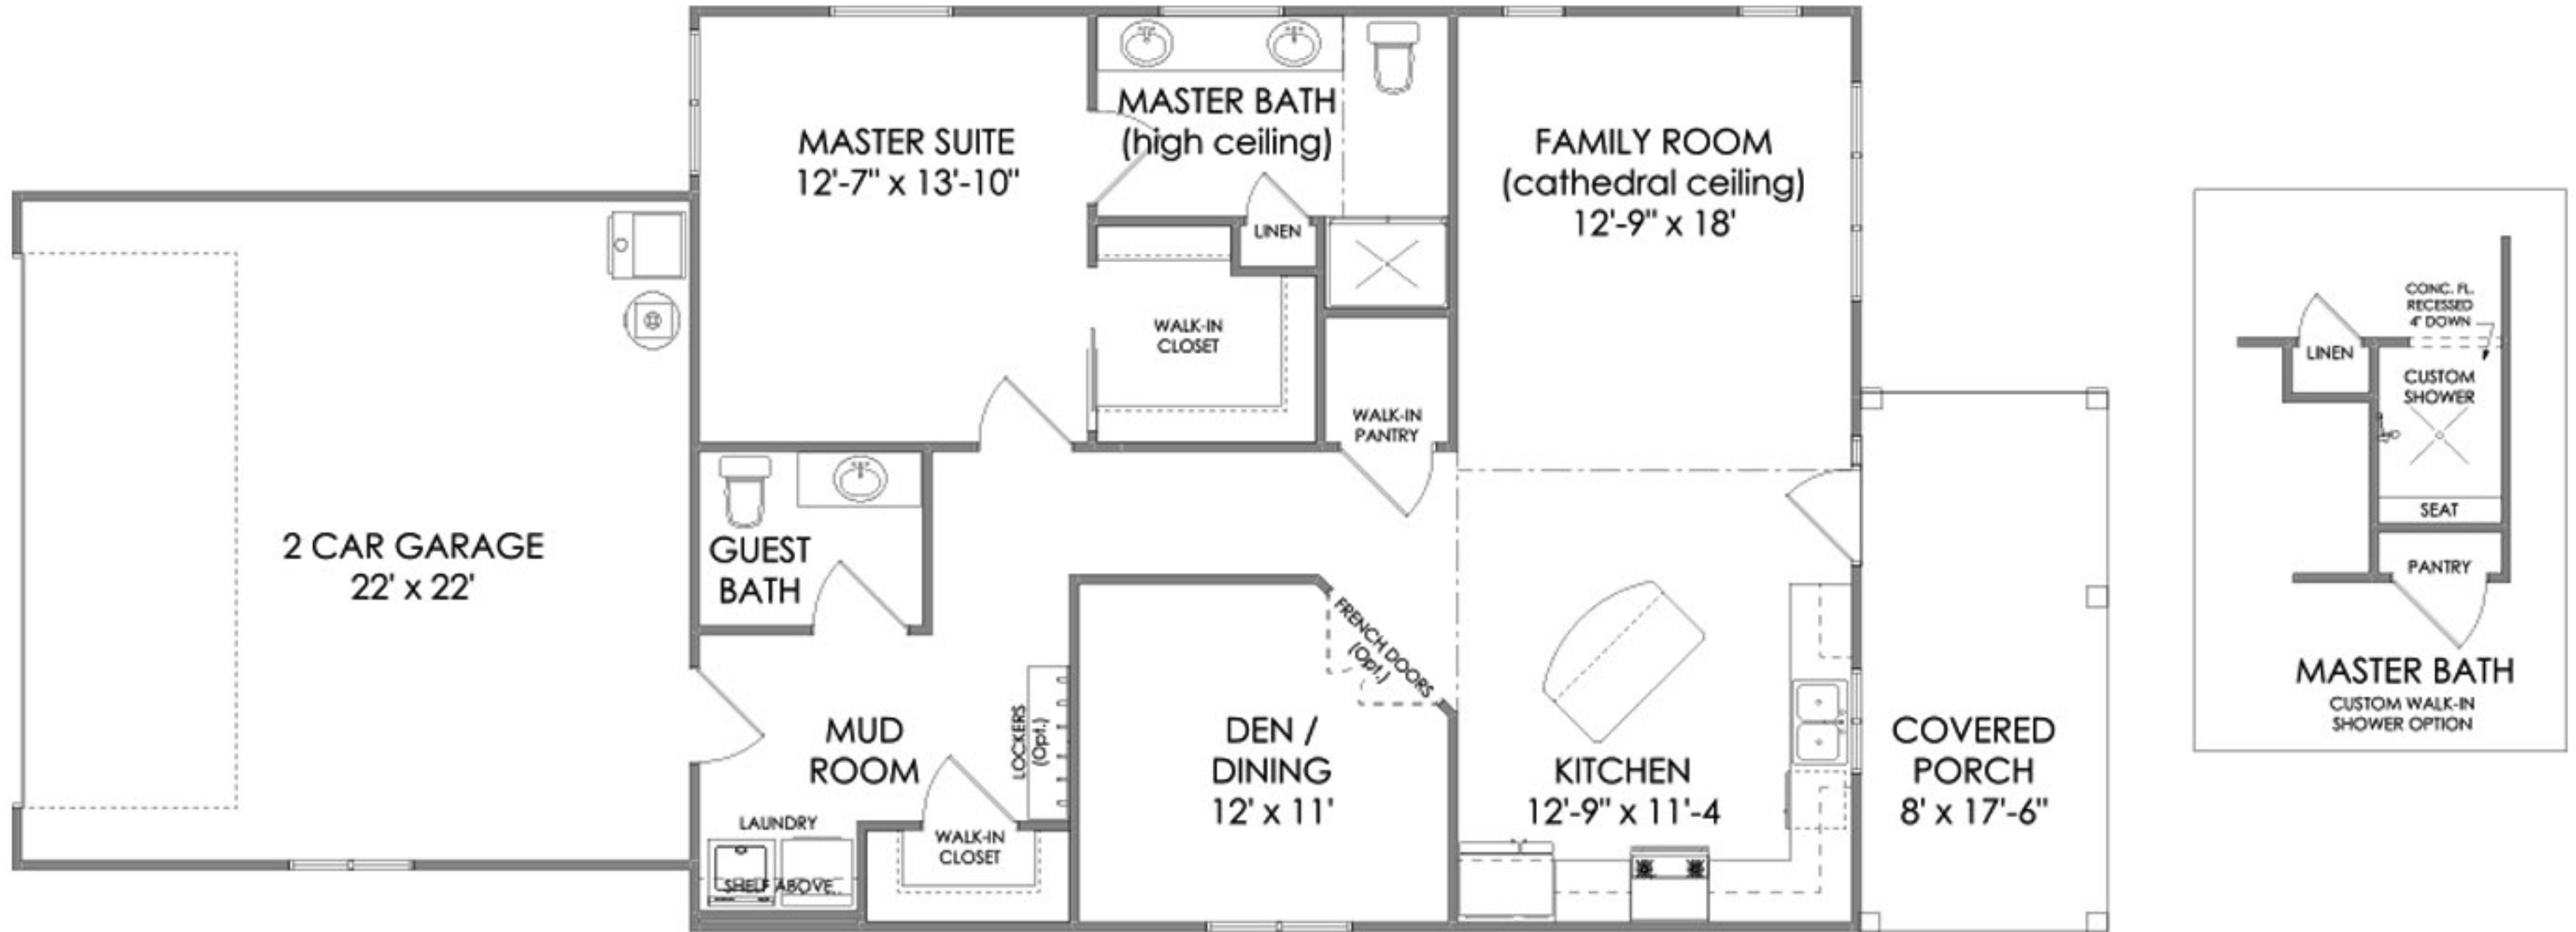 MASTER SUITE
12'-7" x 13'-10"
MASTER BATH
(high ceiling)
LINEN
WALK-IN
CLOSET
FAMILY ROOM
(cathedral ceiling)
12'-9" x 18'
WALK-IN
PANTRY
2 CAR GARAGE
22' x 22'
GUEST
BATH
MUD
ROOM
LOCKERS
(Opt.)
LAUNDRY
SHELF ABOVE
WALK-IN
CLOSET
FRENCH DOORS
(Opt.)
DEN /
DINING
12' x 11'
KITCHEN
12'-9" x 11'-4
COVERED
PORCH
8' x 17'-6"
CONC. FL.
RECESSED
4" DOWN
LINEN
CUSTOM
SHOWER
SEAT
PANTRY
MASTER BATH
CUSTOM WALK-IN
SHOWER OPTION